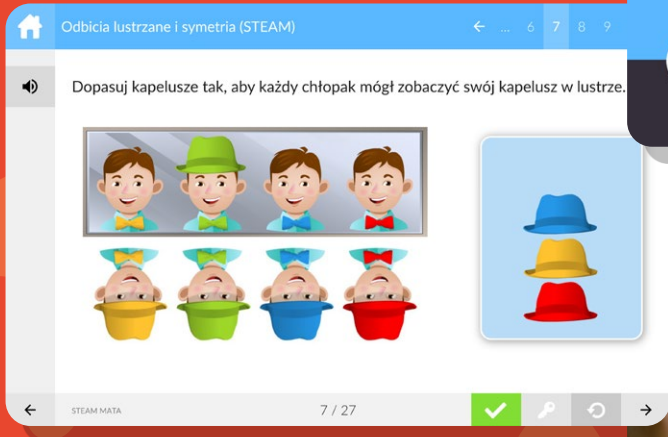 Odbicia lustrzane i symetria (STEAM)
... 6 7 8 9
Dopasuj kapelusze tak, aby każdy chłopak mógł zobaczyć swój kapelusz w lustrze.
STEAM MATA
7 / 27